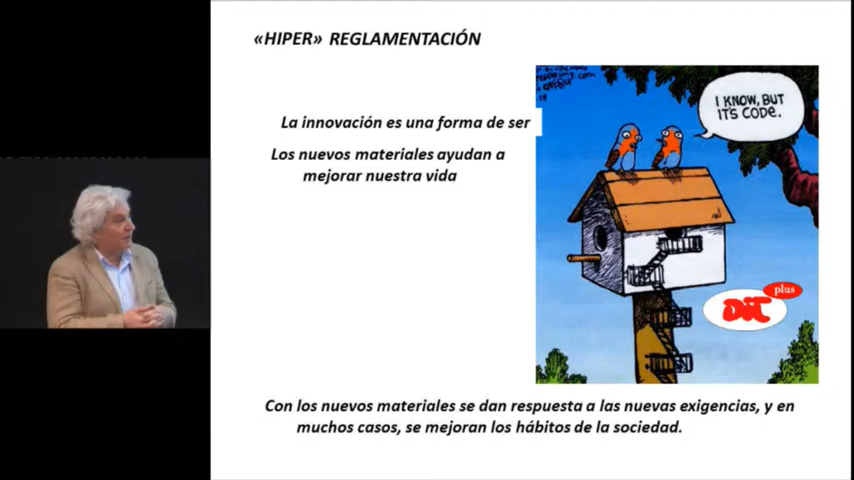 «HIPER» REGLAMENTACIÓN
La innovación es una forma de ser
Los nuevos materiales ayudan a
mejorar nuestra vida
I KNOW, BUT
IT'S CODE.
plus
DiT
Con los nuevos materiales se dan respuesta a las nuevas exigencias, y en
muchos casos, se mejoran los hábitos de la sociedad.